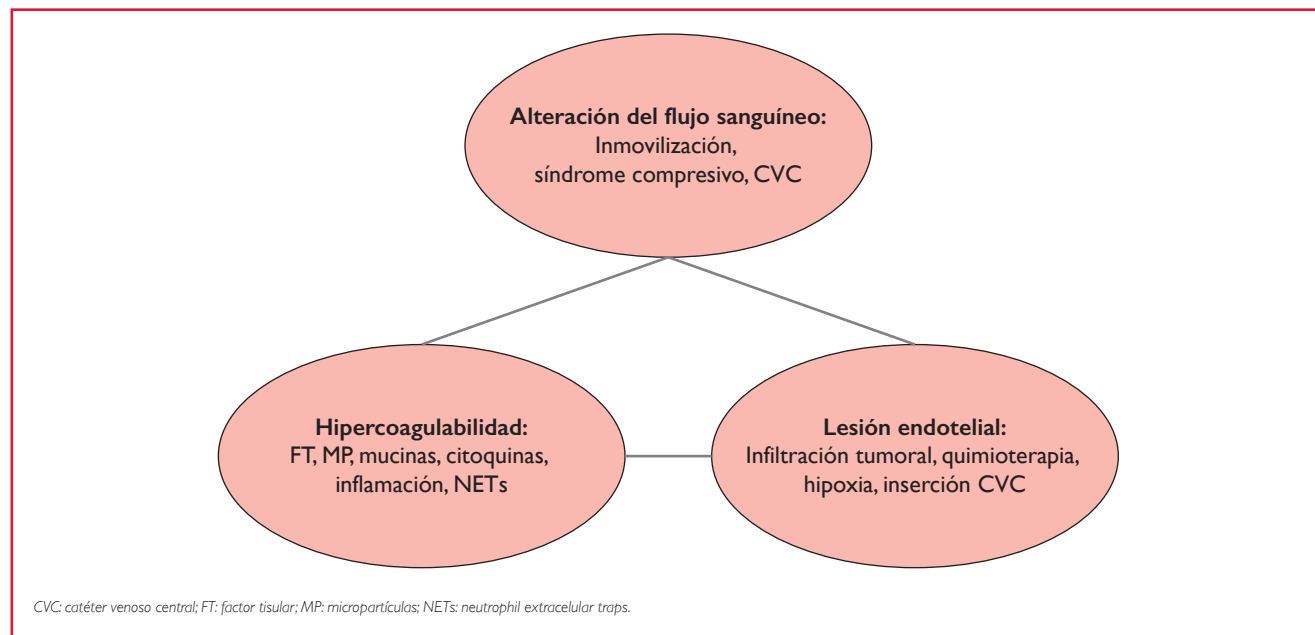 Alteración del flujo sanguíneo:
Inmovilización,
síndrome compresivo, CVC
Hipercoagulabilidad:
FT, MP, mucinas, citoquinas,
inflamación, NETs
Lesión endotelial:
Infiltración tumoral, quimioterapia,
hipoxia, inserción CVC
CVC: catéter venoso central; FT: factor tisular; MP: micropartículas; NETs: neutrophil extracelular traps.